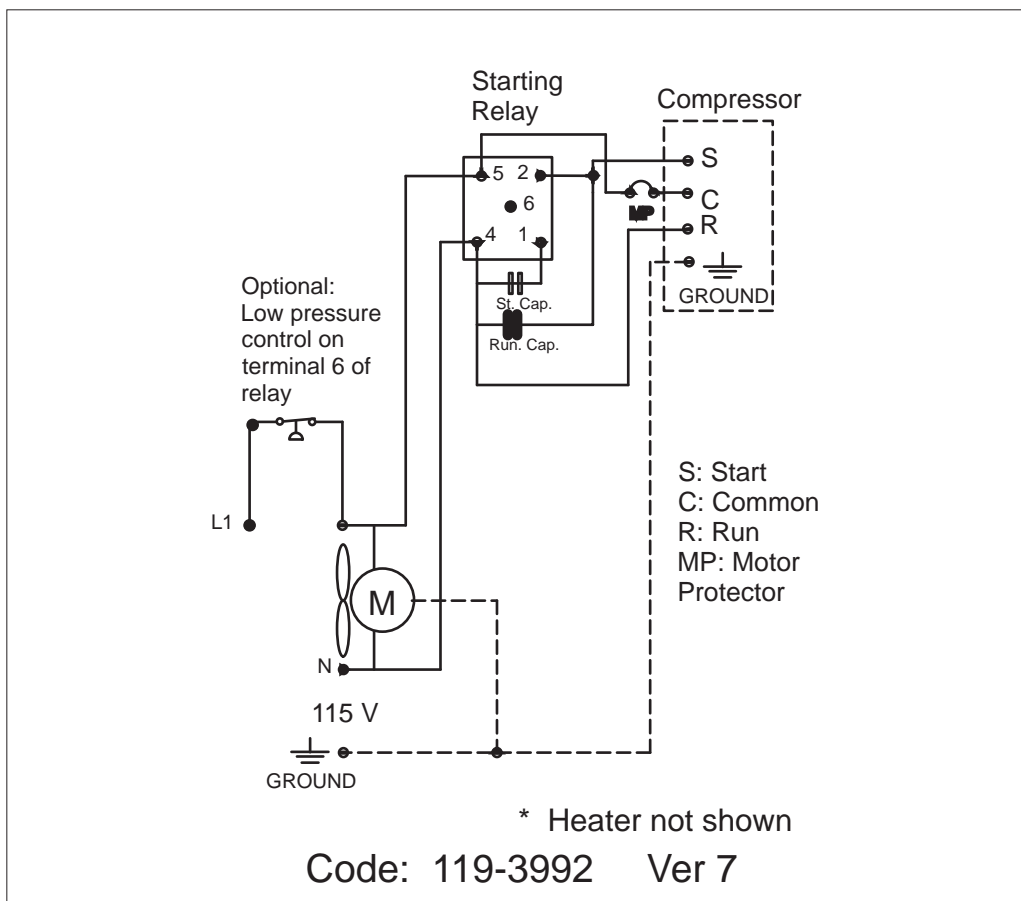 Starting
Relay
Compressor
5
2
6
4
1
S
C
MP
R
GROUND
St. Cap.
Run. Cap.
Optional:
Low pressure
control on
terminal 6 of
relay
L1
M
N
115 V
GROUND
S: Start
C: Common
R: Run
MP: Motor
Protector
* Heater not shown
Code: 119-3992 Ver 7